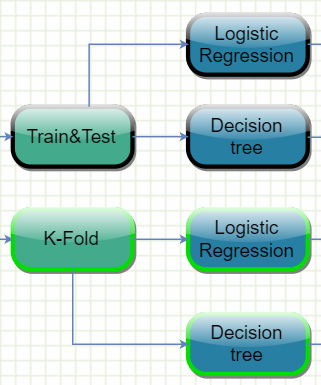 Logistic
Regression
Train&Test
Decision
tree
K-Fold
Logistic
Regression
Decision
tree